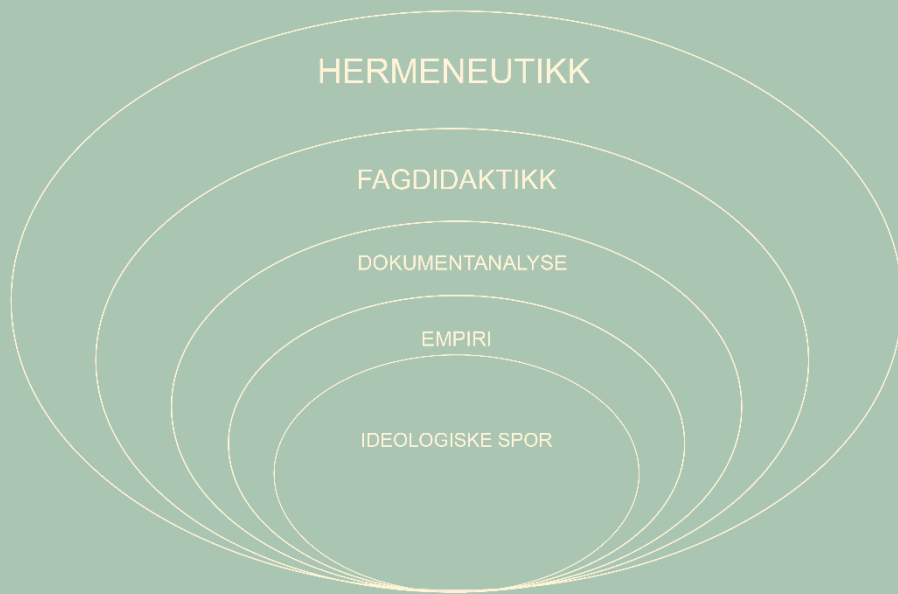 HERMENEUTIKK
FAGDIDAKTIKK
DOKUMENTANALYSE
EMPIRI
IDEOLOGISKE SPOR